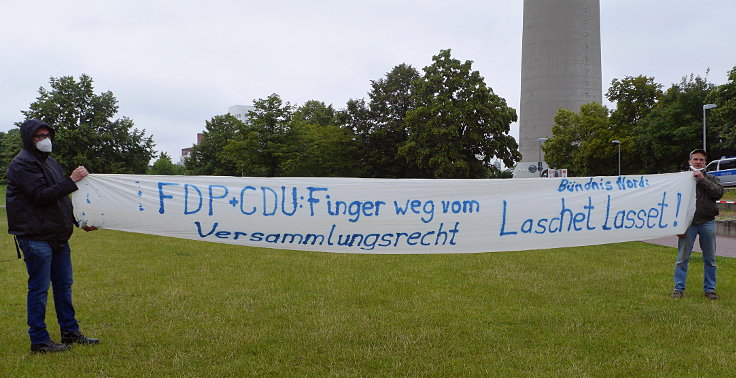 FDP+CDU: Finger weg vom
Versammlungsrecht
Bündnis Nord:
Laschet lasset!